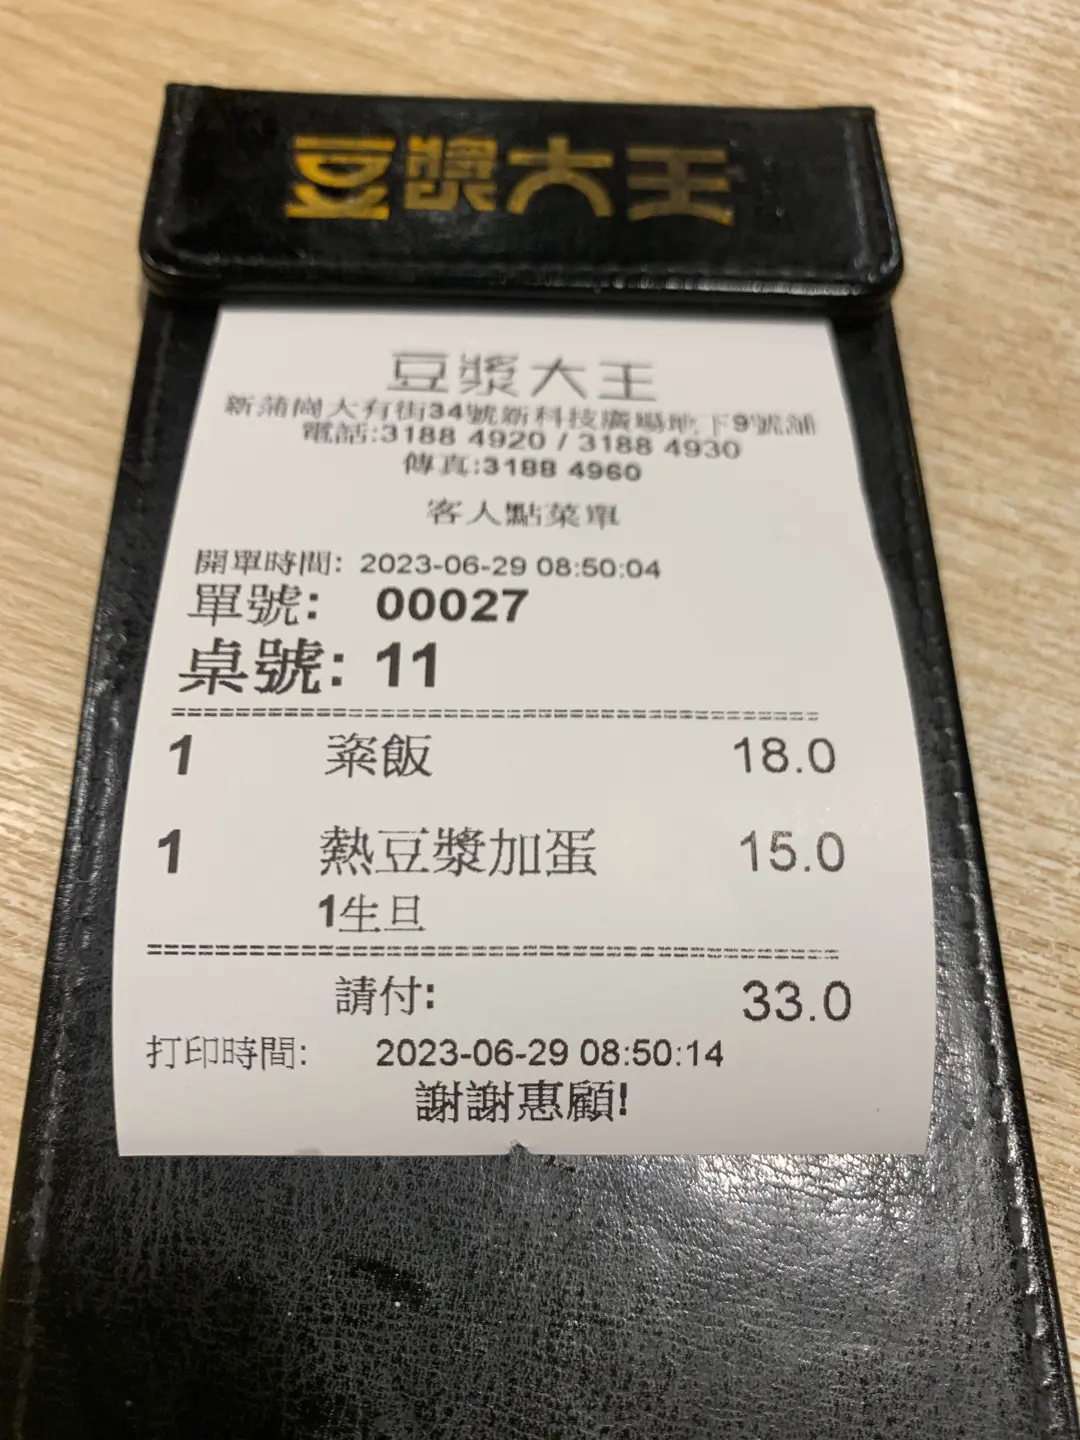 豆漿大王
豆漿大王
新蒲崗大有街34號新科技廣場地下9號舖
電話:3188 4920 / 3188 4930
傳真:3188 4960
客人點菜單
開單時間: 2023-06-29 08:50:04
單號: 00027
桌號: 11
1 粢飯 18.0
1 熱豆漿加蛋 15.0
1生旦
請付: 33.0
打印時間: 2023-06-29 08:50:14
謝謝惠顧!